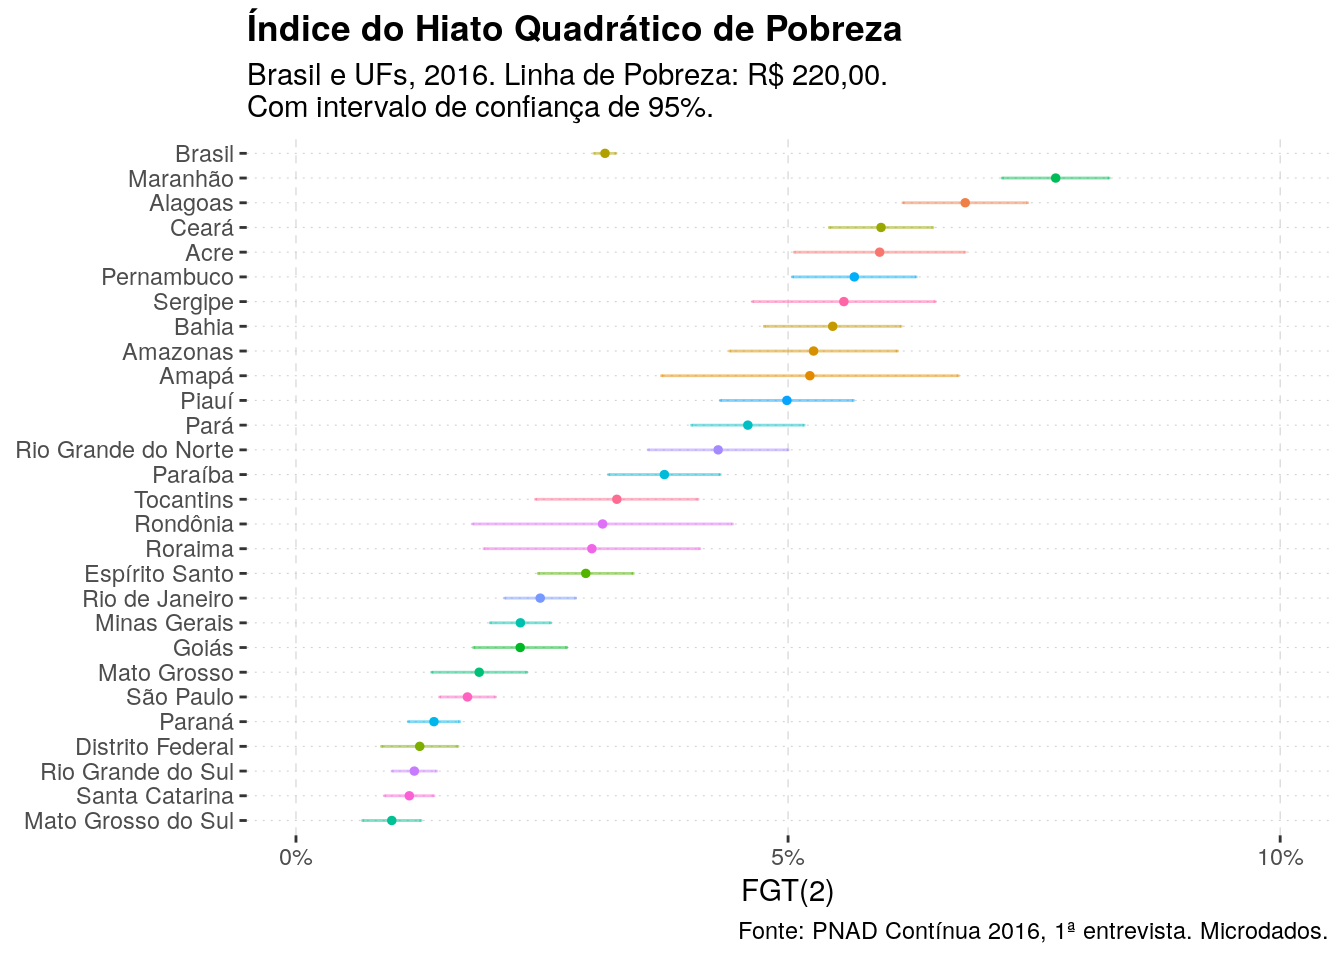 Índice do Hiato Quadrático de Pobreza
Brasil e UFs, 2016. Linha de Pobreza: R$ 220,00.
Com intervalo de confiança de 95%.
Brasil
Maranhão
Alagoas
Ceará
Acre
Pernambuco
Sergipe
Bahia
Amazonas
Amapá
Piauí
Pará
Rio Grande do Norte
Paraíba
Tocantins
Rondônia
Roraima
Espírito Santo
Rio de Janeiro
Minas Gerais
Goiás
Mato Grosso
São Paulo
Paraná
Distrito Federal
Rio Grande do Sul
Santa Catarina
Mato Grosso do Sul
0% 5% 10%
FGT(2)
Fonte: PNAD Contínua 2016, 1ª entrevista. Microdados.